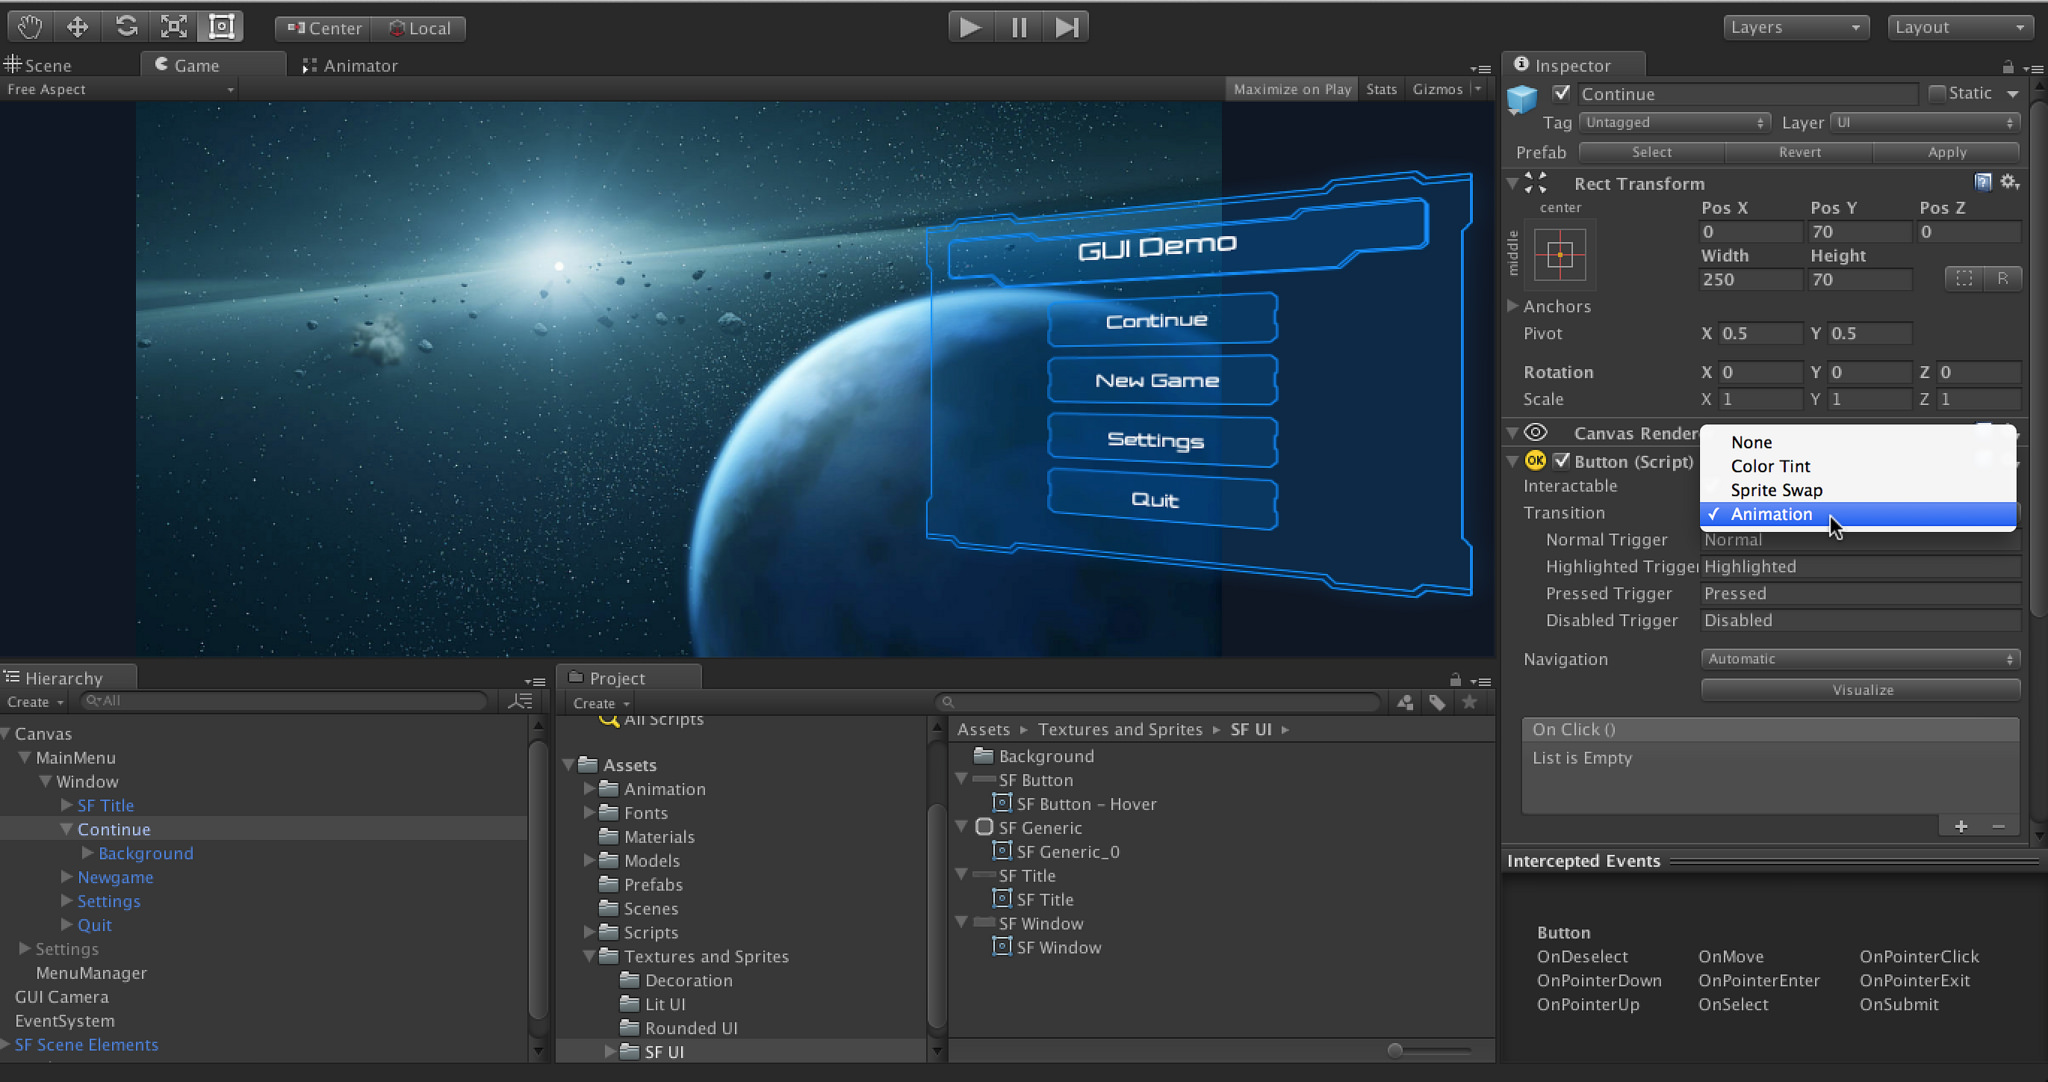 Center Local Layers Layout
Scene Game Animator Inspector
Free Aspect Maximize on Play Stats Gizmos
Continue Static
Tag Untagged Layer UI
Prefab Select Revert Apply
Rect Transform
center
middle
Pos X Pos Y Pos Z
0 70 0
Width Height
250 70 R
Anchors
Pivot X 0.5 Y 0.5
Rotation X 0 Y 0 Z 0
Scale X 1 Y 1 Z 1
Canvas Render
OK Button (Script)
Interactable
Transition
None
Color Tint
Sprite Swap
✓ Animation
Normal Trigger Normal
Highlighted Trigger Highlighted
Pressed Trigger Pressed
Disabled Trigger Disabled
Navigation Automatic
Visualize
On Click ()
List is Empty
+ −
Intercepted Events
Button
OnDeselect OnMove OnPointerClick
OnPointerDown OnPointerEnter OnPointerExit
OnPointerUp OnSelect OnSubmit
GUI Demo
Continue
New Game
Settings
Quit
Hierarchy
Create All
Canvas
MainMenu
Window
SF Title
Continue
Background
Newgame
Settings
Quit
Settings
MenuManager
GUI Camera
EventSystem
SF Scene Elements
Project
Create
All Scripts
Assets
Animation
Fonts
Materials
Models
Prefabs
Scenes
Scripts
Textures and Sprites
Decoration
Lit UI
Rounded UI
SF UI
Assets ▸ Textures and Sprites ▸ SF UI ▸
Background
SF Button
SF Button – Hover
SF Generic
SF Generic_0
SF Title
SF Title
SF Window
SF Window